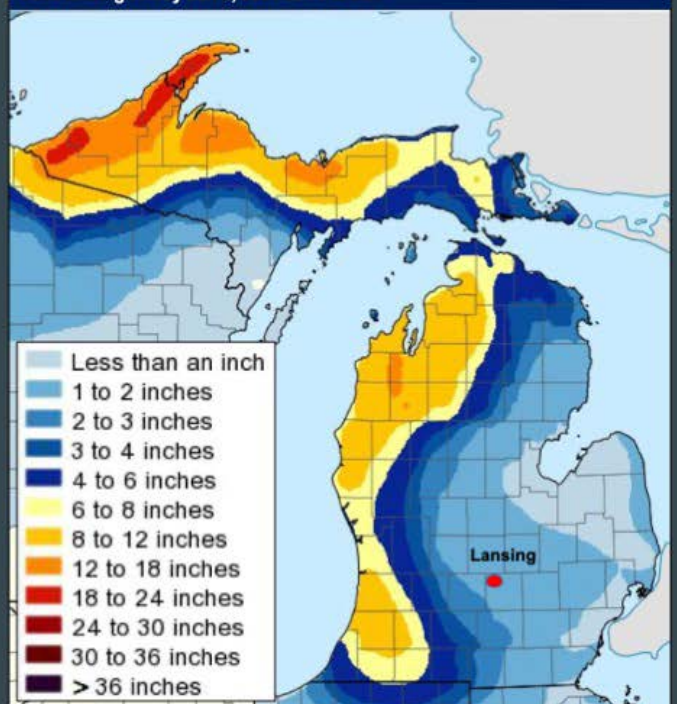 Less than an inch
1 to 2 inches
2 to 3 inches
3 to 4 inches
4 to 6 inches
6 to 8 inches
8 to 12 inches
12 to 18 inches
18 to 24 inches
24 to 30 inches
30 to 36 inches
> 36 inches
Lansing